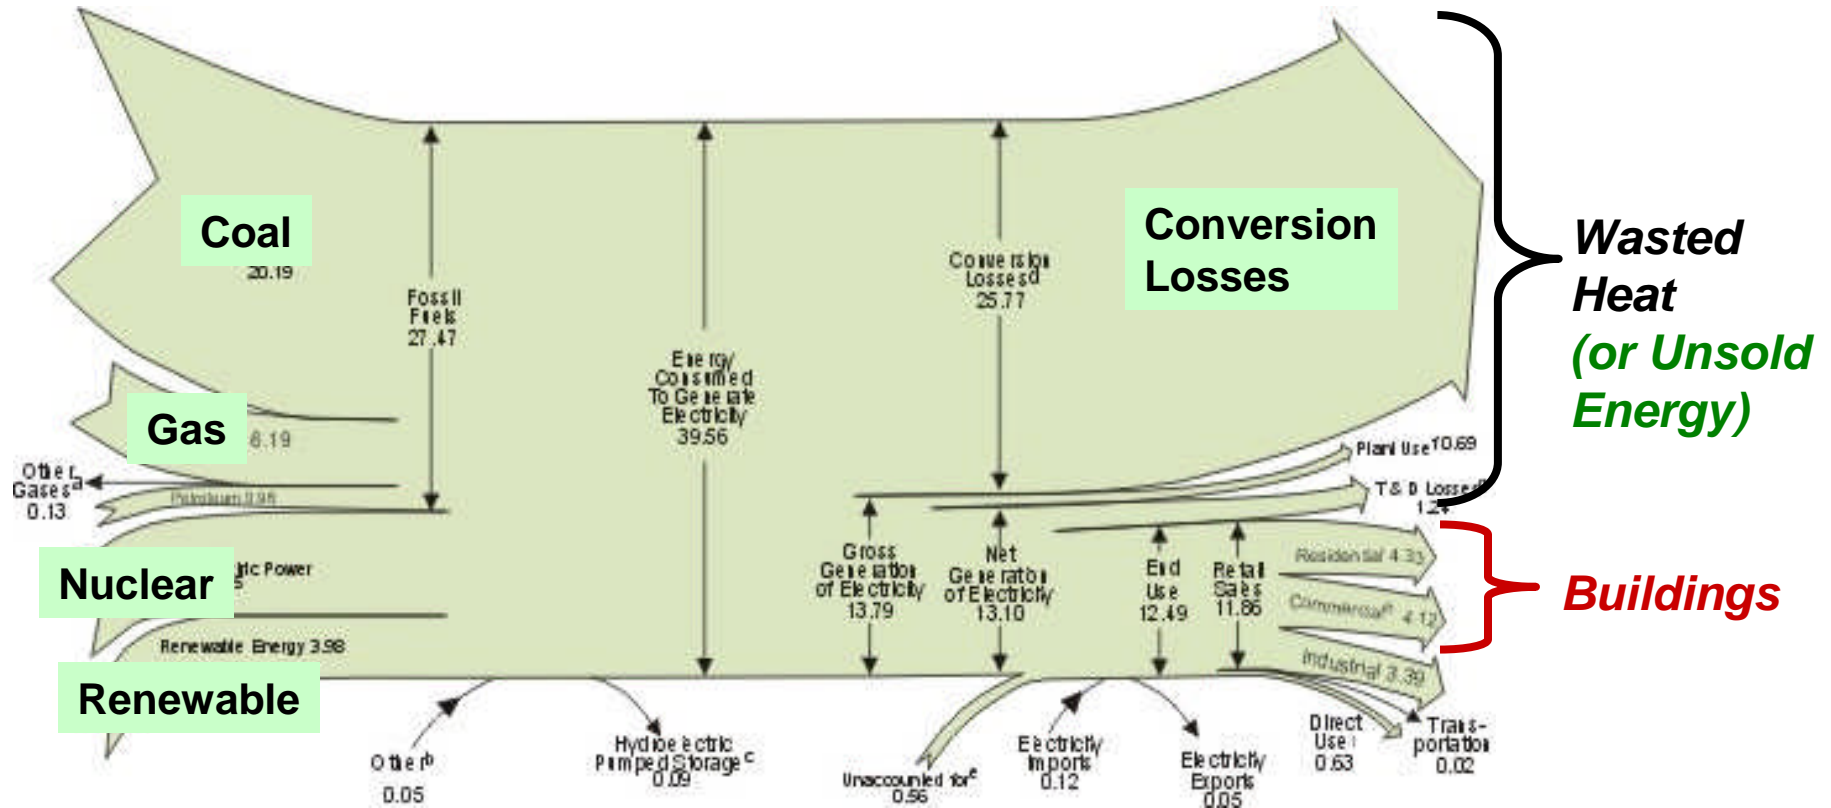 Coal
20.19
Gas
6.19
Other
Gases a
0.13
Petroleum
Nuclear
Power
Renewable Energy 3.98
Renewable
Fossil
Fuels
27.47
Energy
Consumed
To Generate
Electricity
39.56
Conversion
Losses d
25.77
Conversion
Losses
Plant Use f 0.69
T & D Losses
Gross
Generation
of Electricity
13.79
Net
Generation
of Electricity
13.10
End
Use
12.49
Retail
Sales
11.86
Residential 4.33
Commercial 4.12
Industrial 3.39
Other b
0.05
Hydroelectric
Pumped Storage c
0.09
Unaccounted for e
0.56
Electricity
Imports
0.12
Electricity
Exports
0.05
Direct
Use
0.63
Trans-
portation
0.02
Wasted
Heat
(or Unsold
Energy)
Buildings